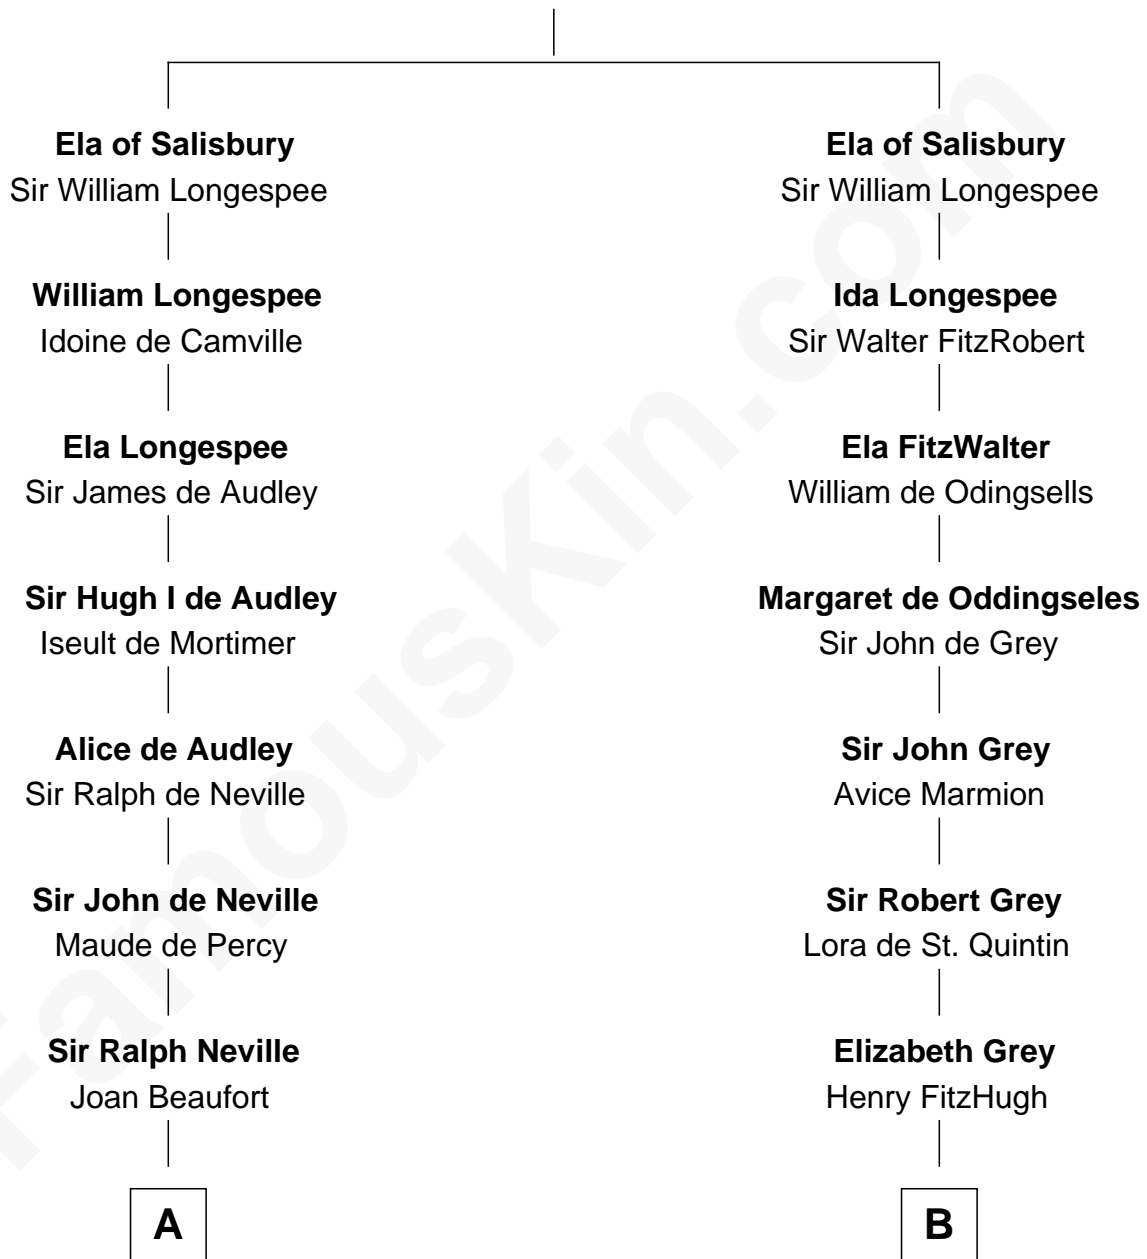 Ela of Salisbury
Sir William Longespee
William Longespee
Idoine de Camville
Ela Longespee
Sir James de Audley
Sir Hugh I de Audley
Iseult de Mortimer
Alice de Audley
Sir Ralph de Neville
Sir John de Neville
Maude de Percy
Sir Ralph Neville
Joan Beaufort
A
Ela of Salisbury
Sir William Longespee
Ida Longespee
Sir Walter FitzRobert
Ela FitzWalter
William de Odingsells
Margaret de Oddingseles
Sir John de Grey
Sir John Grey
Avice Marmion
Sir Robert Grey
Lora de St. Quintin
Elizabeth Grey
Henry FitzHugh
B
FamousKin.com